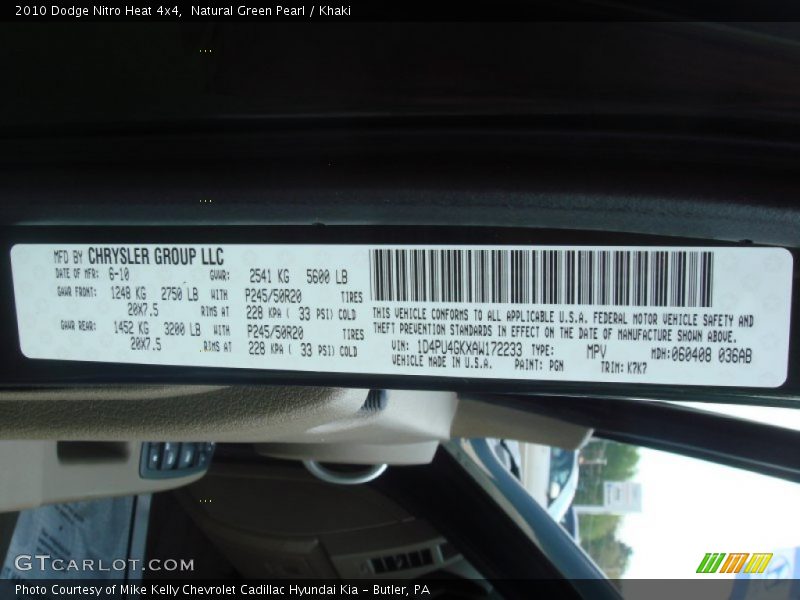 2010 Dodge Nitro Heat 4x4,  Natural Green Pearl / Khaki
MFD BY CHRYSLER GROUP LLC
DATE OF MFR: 6-10 GVWR: 2541 KG 5600 LB
GAWR FRONT: 1248 KG 2750 LB WITH P245/50R20 TIRES
20X7.5 RIMS AT 228 KPA ( 33 PSI) COLD
GAWR REAR: 1452 KG 3200 LB WITH P245/50R20 TIRES
20X7.5 RIMS AT 228 KPA ( 33 PSI) COLD
THIS VEHICLE CONFORMS TO ALL APPLICABLE U.S.A. FEDERAL MOTOR VEHICLE SAFETY AND
THEFT PREVENTION STANDARDS IN EFFECT ON THE DATE OF MANUFACTURE SHOWN ABOVE.
VIN: 1D4PU4GKXAW172233 TYPE: MPV MDH: 060408 036AB
VEHICLE MADE IN U.S.A. PAINT: PGN TRIM: K7K7
GTCARLOT.COM
Photo Courtesy of Mike Kelly Chevrolet Cadillac Hyundai Kia – Butler, PA